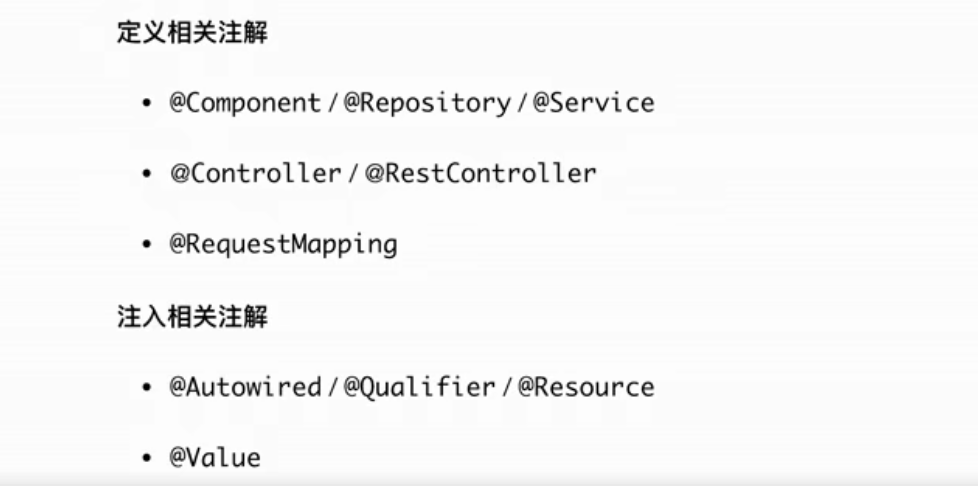 定义相关注解
• @Component / @Repository / @Service
• @Controller / @RestController
• @RequestMapping
注入相关注解
• @Autowired / @Qualifier / @Resource
• @Value